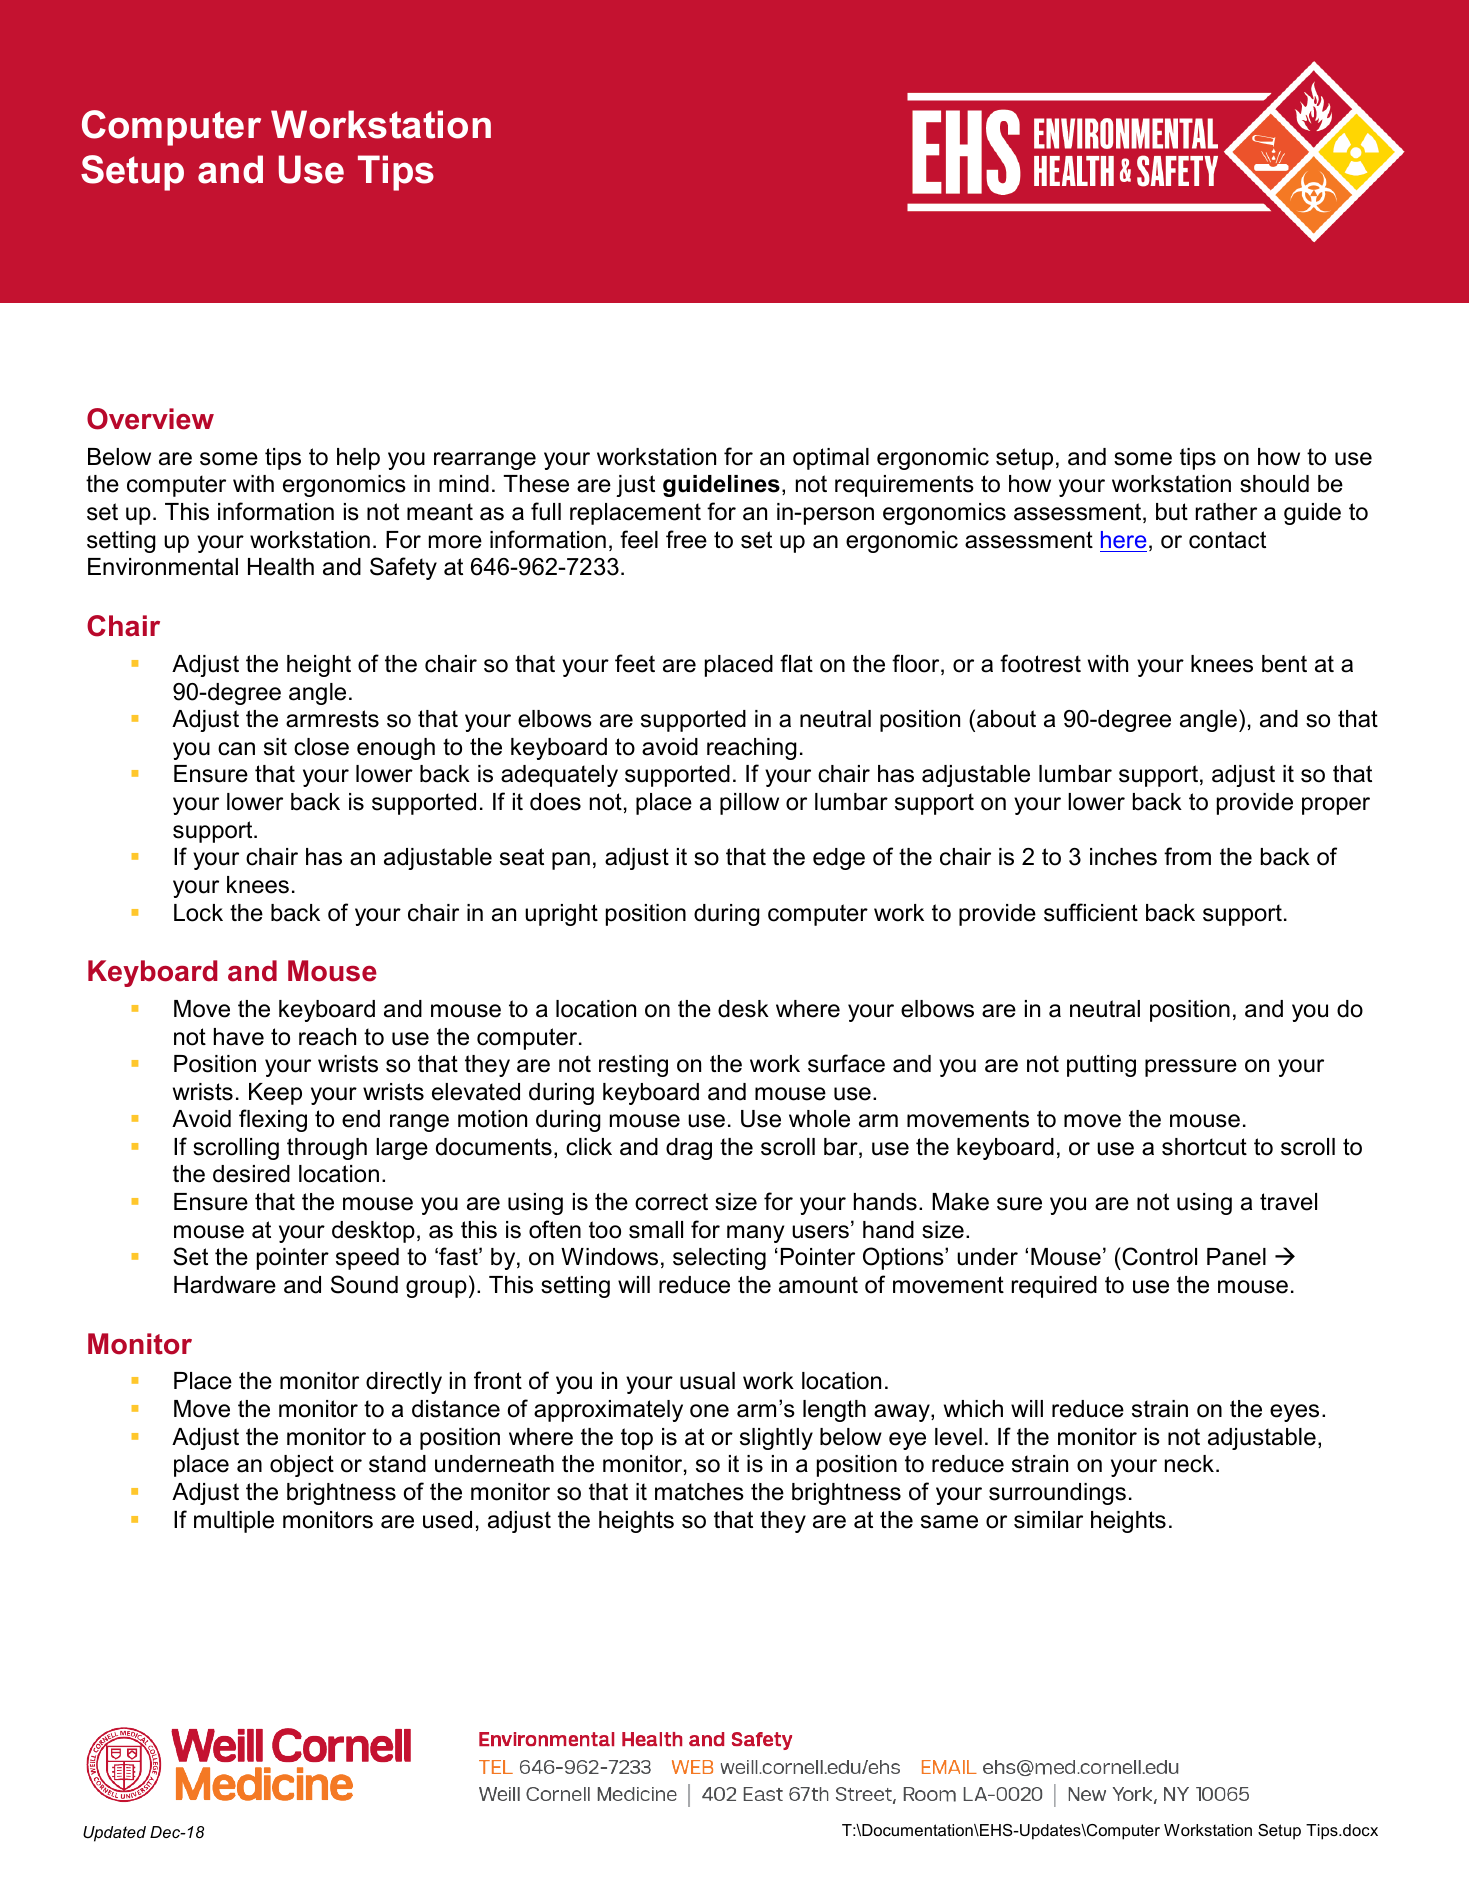 Computer Workstation
Setup and Use Tips
EHS ENVIRONMENTAL
HEALTH & SAFETY
Overview
Below are some tips to help you rearrange your workstation for an optimal ergonomic setup, and some tips on how to use
the computer with ergonomics in mind. These are just guidelines, not requirements to how your workstation should be
set up. This information is not meant as a full replacement for an in-person ergonomics assessment, but rather a guide to
setting up your workstation. For more information, feel free to set up an ergonomic assessment here, or contact
Environmental Health and Safety at 646-962-7233.
Chair
▪ Adjust the height of the chair so that your feet are placed flat on the floor, or a footrest with your knees bent at a
90-degree angle.
▪ Adjust the armrests so that your elbows are supported in a neutral position (about a 90-degree angle), and so that
you can sit close enough to the keyboard to avoid reaching.
▪ Ensure that your lower back is adequately supported. If your chair has adjustable lumbar support, adjust it so that
your lower back is supported. If it does not, place a pillow or lumbar support on your lower back to provide proper
support.
▪ If your chair has an adjustable seat pan, adjust it so that the edge of the chair is 2 to 3 inches from the back of
your knees.
▪ Lock the back of your chair in an upright position during computer work to provide sufficient back support.
Keyboard and Mouse
▪ Move the keyboard and mouse to a location on the desk where your elbows are in a neutral position, and you do
not have to reach to use the computer.
▪ Position your wrists so that they are not resting on the work surface and you are not putting pressure on your
wrists. Keep your wrists elevated during keyboard and mouse use.
▪ Avoid flexing to end range motion during mouse use. Use whole arm movements to move the mouse.
▪ If scrolling through large documents, click and drag the scroll bar, use the keyboard, or use a shortcut to scroll to
the desired location.
▪ Ensure that the mouse you are using is the correct size for your hands. Make sure you are not using a travel
mouse at your desktop, as this is often too small for many users’ hand size.
▪ Set the pointer speed to ‘fast’ by, on Windows, selecting ‘Pointer Options’ under ‘Mouse’ (Control Panel →
Hardware and Sound group). This setting will reduce the amount of movement required to use the mouse.
Monitor
▪ Place the monitor directly in front of you in your usual work location.
▪ Move the monitor to a distance of approximately one arm’s length away, which will reduce strain on the eyes.
▪ Adjust the monitor to a position where the top is at or slightly below eye level. If the monitor is not adjustable,
place an object or stand underneath the monitor, so it is in a position to reduce strain on your neck.
▪ Adjust the brightness of the monitor so that it matches the brightness of your surroundings.
▪ If multiple monitors are used, adjust the heights so that they are at the same or similar heights.
WEILL CORNELL MEDICAL COLLEGE
CORNELL UNIVERSITY
Weill Cornell
Medicine
Environmental Health and Safety
TEL 646-962-7233 WEB weill.cornell.edu/ehs EMAIL ehs@med.cornell.edu
Weill Cornell Medicine | 402 East 67th Street, Room LA-0020 | New York, NY 10065
Updated Dec-18
T:\Documentation\EHS-Updates\Computer Workstation Setup Tips.docx